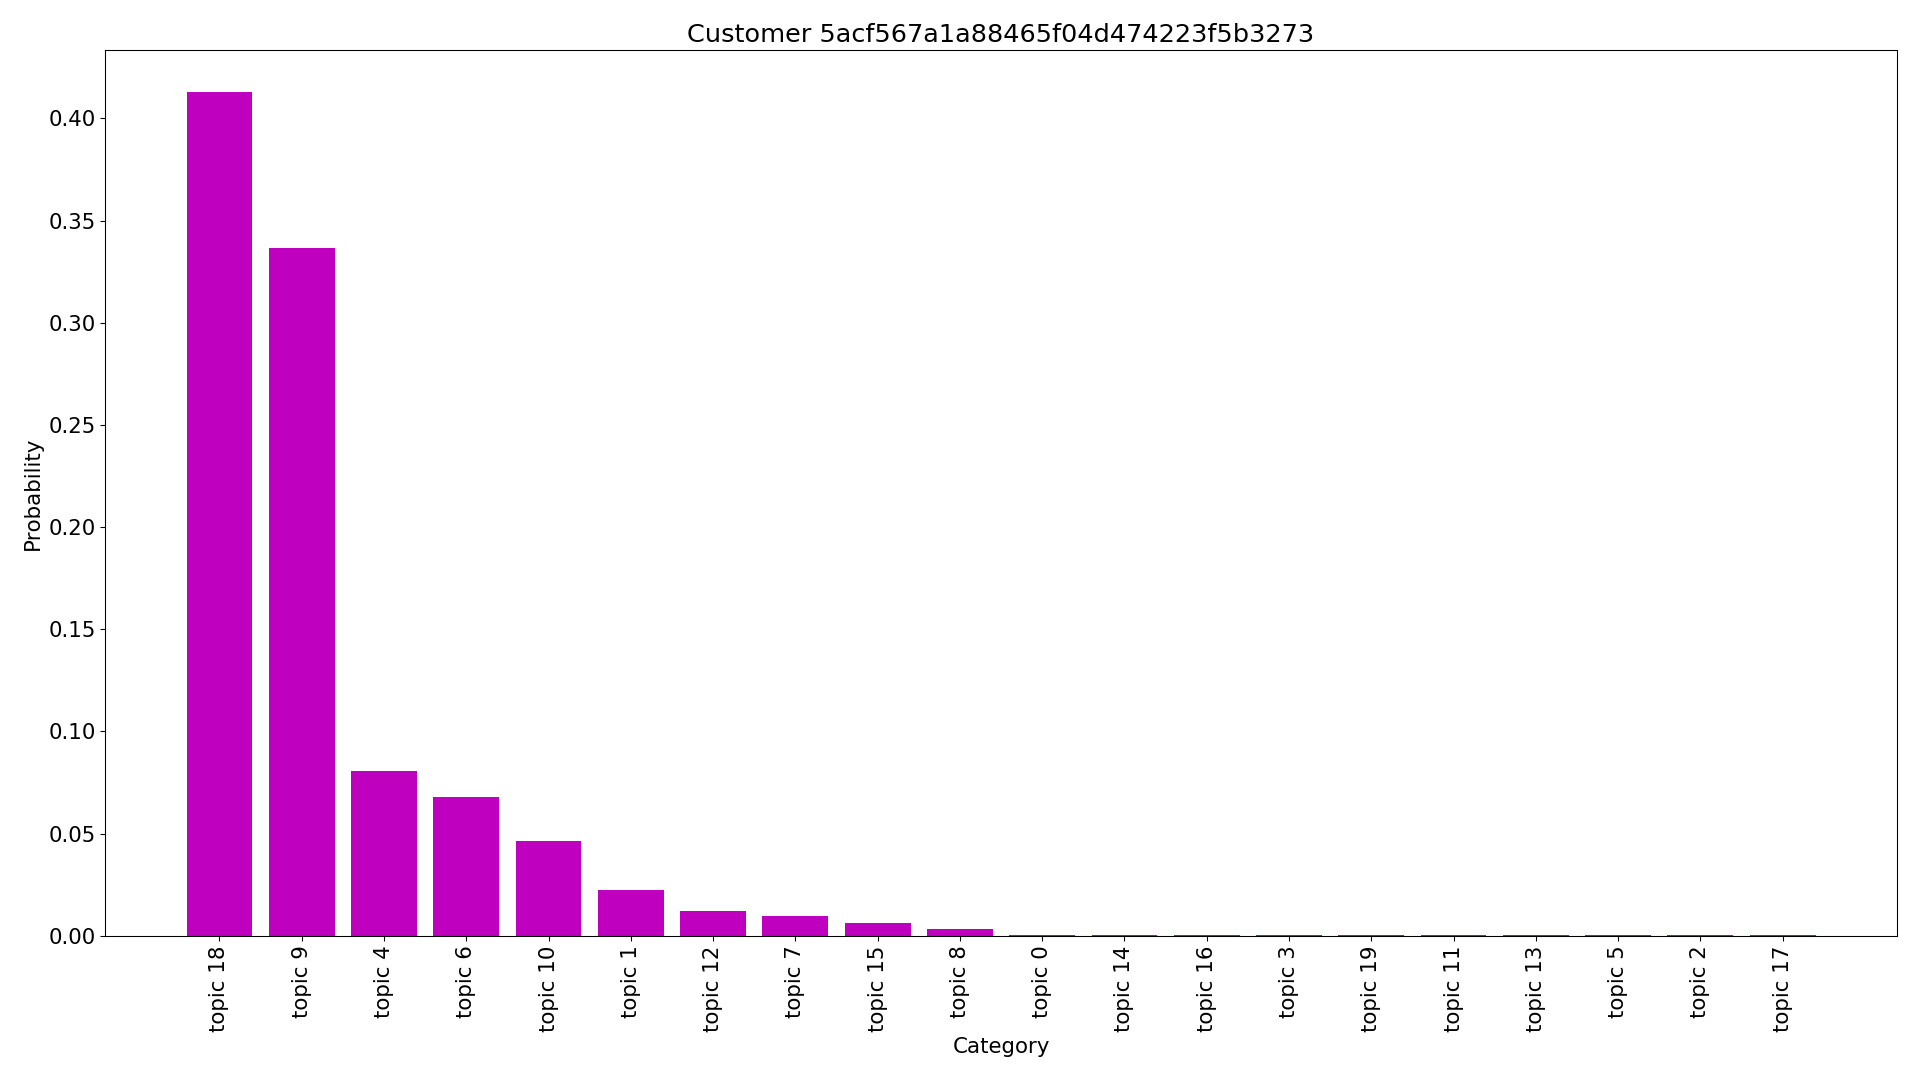 Customer 5acf567a1a88465f04d474223f5b3273
0.40
0.35
0.30
0.25
0.20
0.15
0.10
0.05
0.00
Probability
topic 18
topic 9
topic 4
topic 6
topic 10
topic 1
topic 12
topic 7
topic 15
topic 8
topic 0
topic 14
topic 16
topic 3
topic 19
topic 11
topic 13
topic 5
topic 2
topic 17
Category